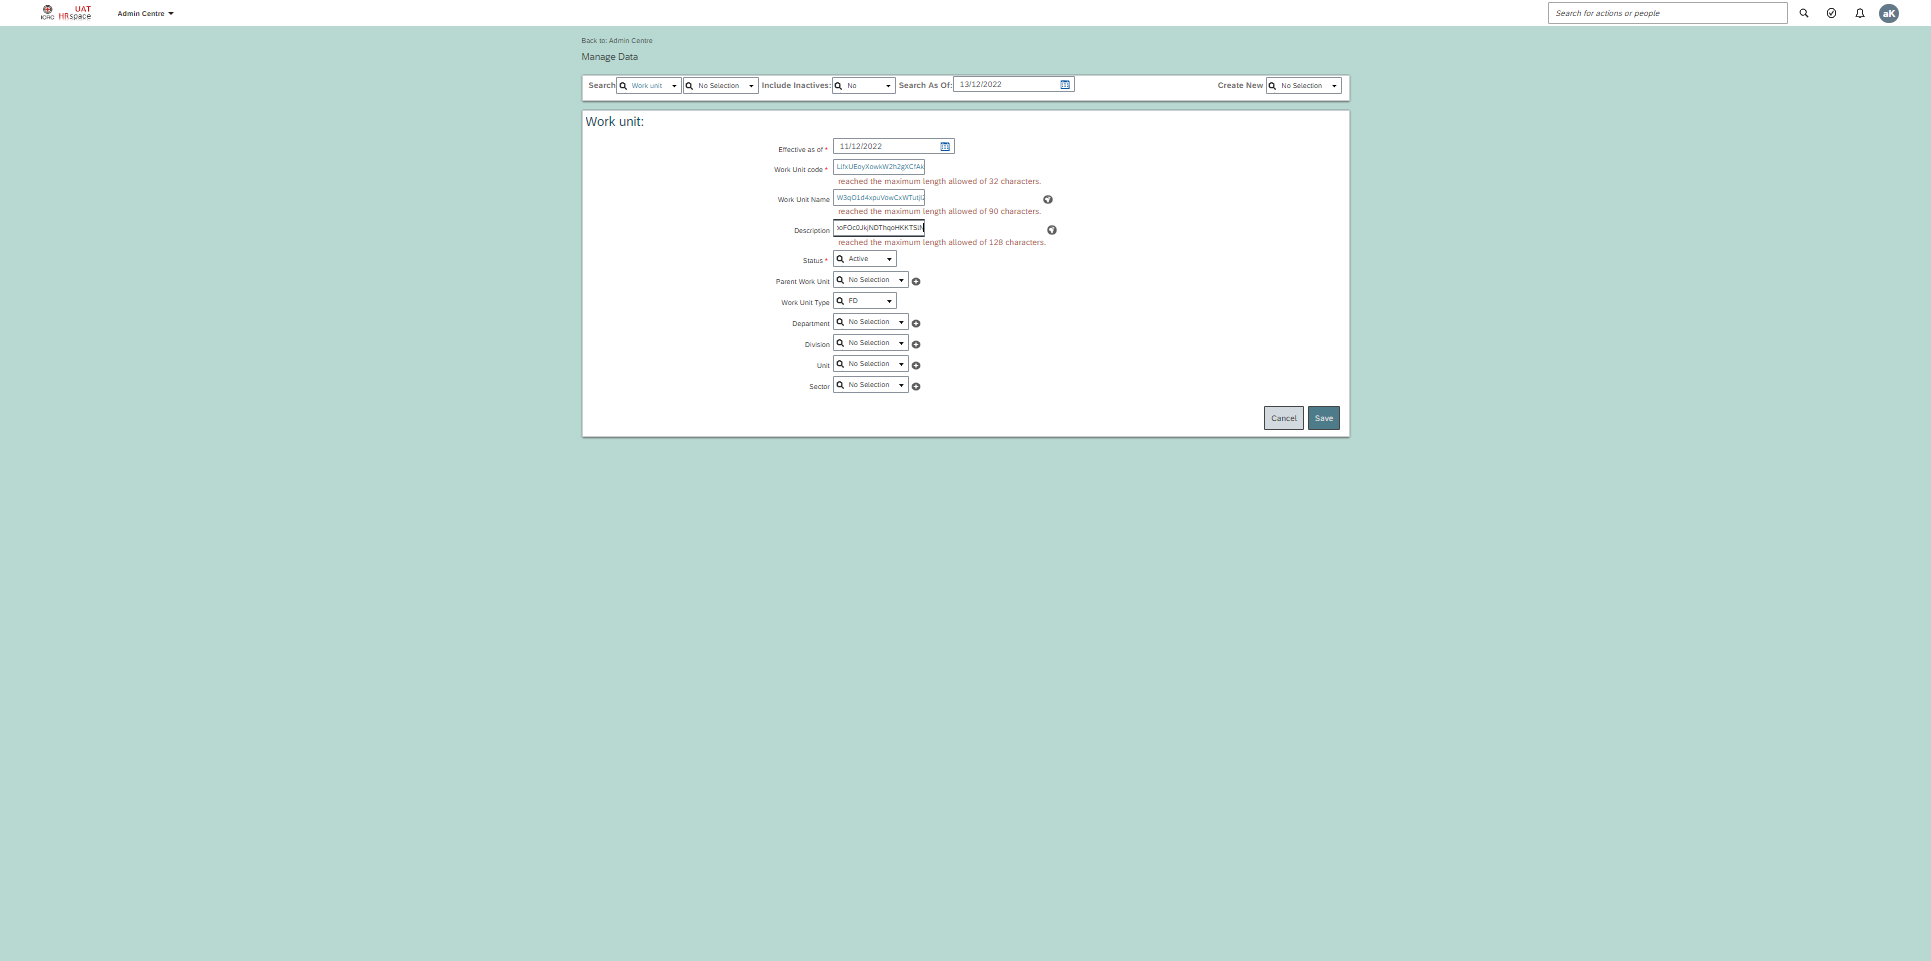 UAT
ICRC HRspace
Admin Centre
Search for actions or people
aK
Back to: Admin Centre
Manage Data
Search Work unit No Selection Include Inactives: No Search As Of: 13/12/2022 Create New No Selection
Work unit:
Effective as of * 11/12/2022
Work Unit code *
reached the maximum length allowed of 32 characters.
Work Unit Name
reached the maximum length allowed of 90 characters.
Description
reached the maximum length allowed of 128 characters.
Status * Active
Parent Work Unit No Selection
Work Unit Type FD
Department No Selection
Division No Selection
Unit No Selection
Sector No Selection
Cancel Save